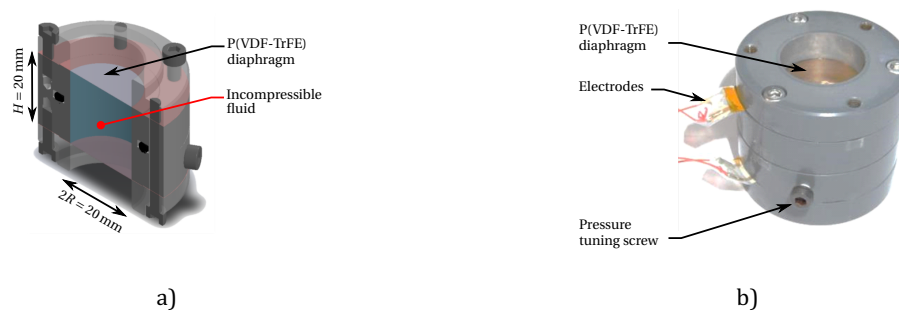 P(VDF-TrFE)
diaphragm
Incompressible
fluid
H = 20 mm
2R = 20 mm
a)
P(VDF-TrFE)
diaphragm
Electrodes
Pressure
tuning screw
b)